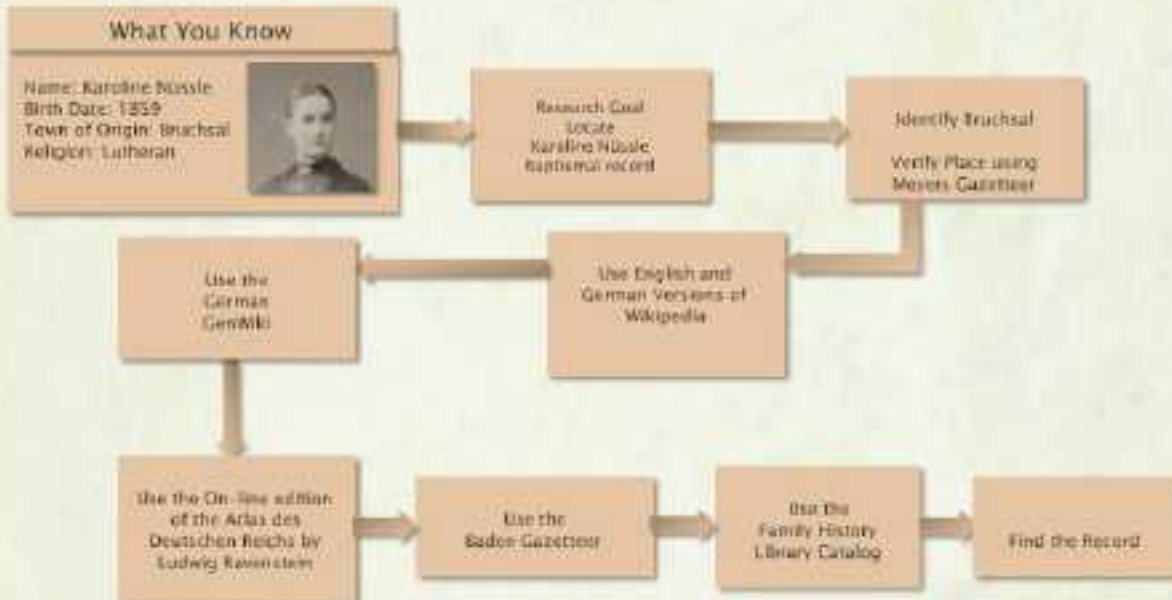 What You Know
Name: Karoline Nüssle
Birth Date: 1859
Town of Origin: Bruchsal
Religion: Lutheran
Research Goal
Locate
Karoline Nüssle
Baptismal record
Identify Bruchsal
Verify Place using
Meyers Gazetteer
Use English and
German Versions of
Wikipedia
Use the
German
GenWiki
Use the On-line edition
of the Atlas des
Deutschen Reichs by
Ludwig Ravenstein
Use the
Baden Gazetteer
Use the
Family History
Library Catalog
Find the Record